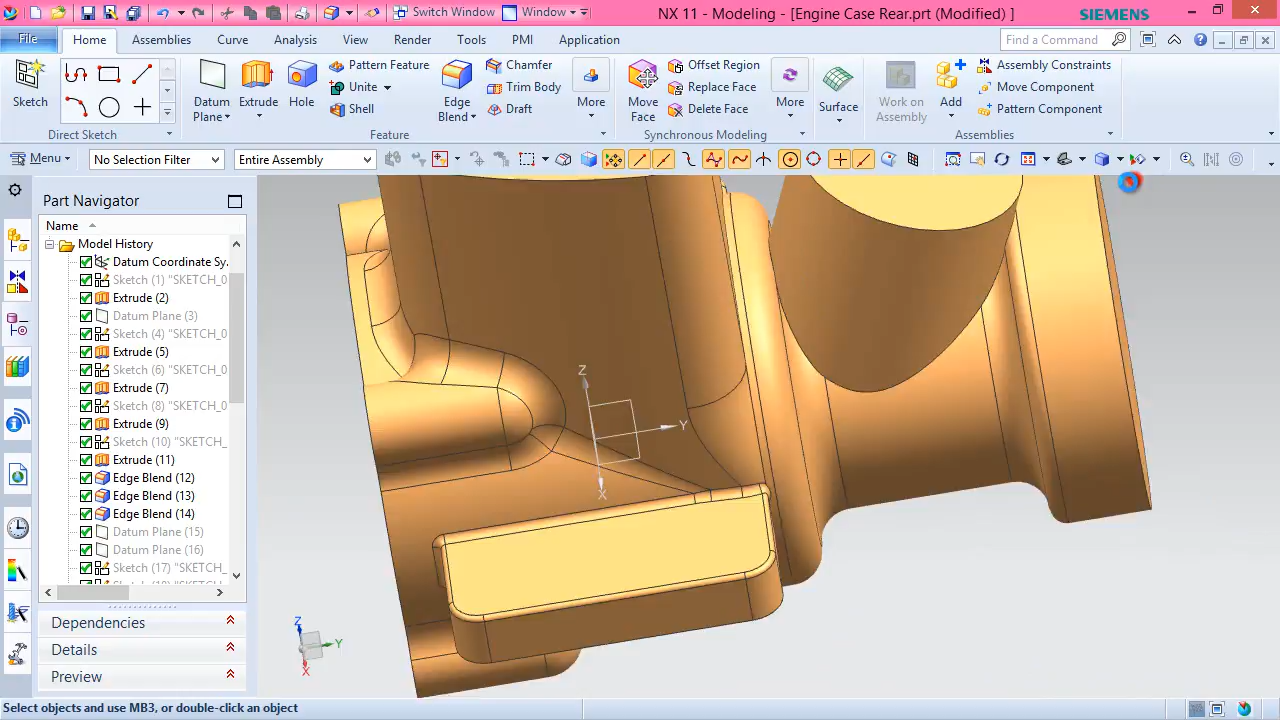 Switch Window Window NX 11 - Modeling - [Engine Case Rear.prt (Modified) ] SIEMENS
File Home Assemblies Curve Analysis View Render Tools PMI Application Find a Command
Sketch
Direct Sketch
Datum Plane
Extrude
Hole
Pattern Feature
Unite
Shell
Edge Blend
Chamfer
Trim Body
Draft
More
Feature
Move Face
Offset Region
Replace Face
Delete Face
More
Synchronous Modeling
Surface
Work on Assembly
Add
Assembly Constraints
Move Component
Pattern Component
Assemblies
Menu No Selection Filter Entire Assembly
Part Navigator
Name
Model History
Datum Coordinate Sy.
Sketch (1) "SKETCH_0
Extrude (2)
Datum Plane (3)
Sketch (4) "SKETCH_0
Extrude (5)
Sketch (6) "SKETCH_0
Extrude (7)
Sketch (8) "SKETCH_0
Extrude (9)
Sketch (10) "SKETCH_
Extrude (11)
Edge Blend (12)
Edge Blend (13)
Edge Blend (14)
Datum Plane (15)
Datum Plane (16)
Sketch (17) "SKETCH_
Dependencies
Details
Preview
Z
Y
X
Z
Y
X
Select objects and use MB3, or double-click an object